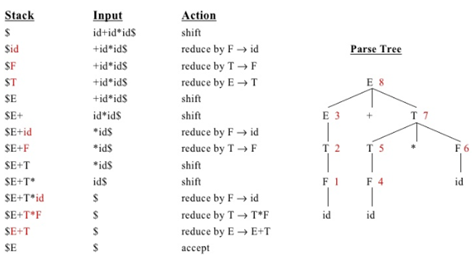 Stack Input Action
$ id+id*id$ shift
$id +id*id$ reduce by F → id
$F +id*id$ reduce by T → F
$T +id*id$ reduce by E → T
$E +id*id$ shift
$E+ id*id$ shift
$E+id *id$ reduce by F → id
$E+F *id$ reduce by T → F
$E+T *id$ shift
$E+T* id$ shift
$E+T*id $ reduce by F → id
$E+T*F $ reduce by T → T*F
$E+T $ reduce by E → E+T
$E $ accept
Parse Tree
E 8
E 3 + T 7
T 2 T 5 * F 6
F 1 F 4 id
id id